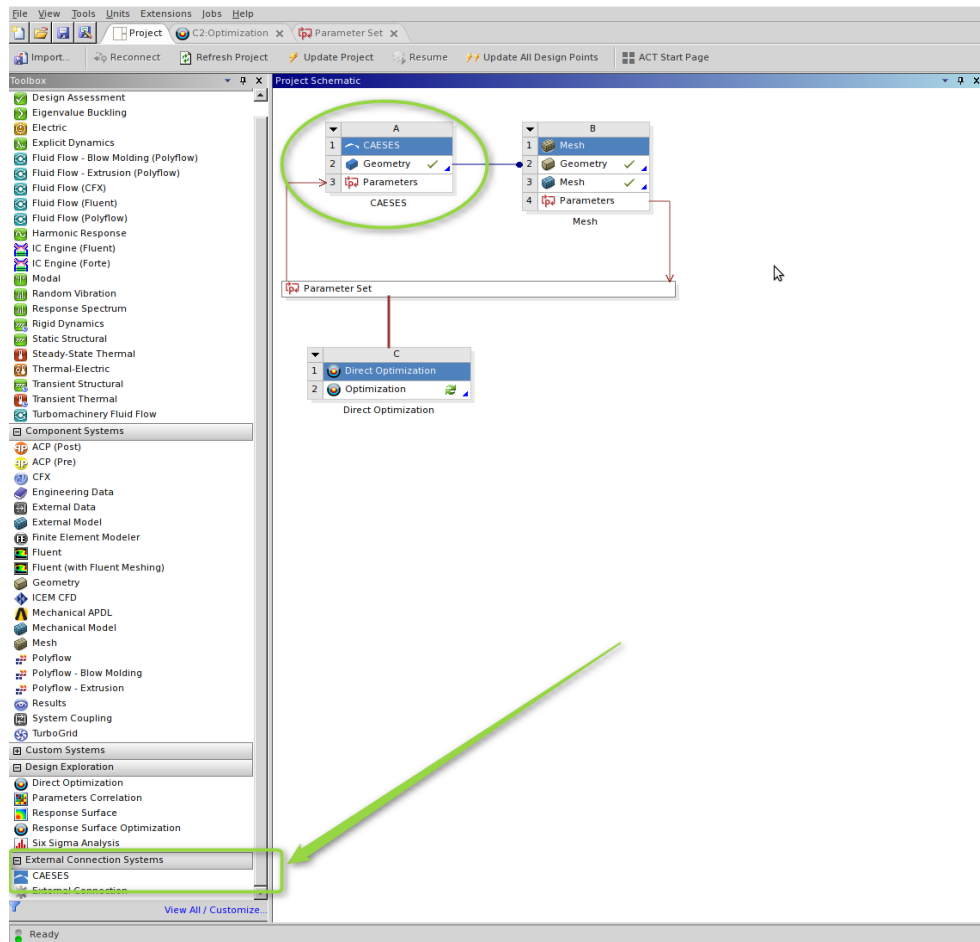 File View Tools Units Extensions Jobs Help
Project C2:Optimization Parameter Set
Import... Reconnect Refresh Project Update Project Resume Update All Design Points ACT Start Page
Toolbox
Design Assessment
Eigenvalue Buckling
Electric
Explicit Dynamics
Fluid Flow - Blow Molding (Polyflow)
Fluid Flow - Extrusion (Polyflow)
Fluid Flow (CFX)
Fluid Flow (Fluent)
Fluid Flow (Polyflow)
Harmonic Response
IC Engine (Fluent)
IC Engine (Forte)
Modal
Random Vibration
Response Spectrum
Rigid Dynamics
Static Structural
Steady-State Thermal
Thermal-Electric
Transient Structural
Transient Thermal
Turbomachinery Fluid Flow
Component Systems
ACP (Post)
ACP (Pre)
CFX
Engineering Data
External Data
External Model
Finite Element Modeler
Fluent
Fluent (with Fluent Meshing)
Geometry
ICEM CFD
Mechanical APDL
Mechanical Model
Mesh
Polyflow
Polyflow - Blow Molding
Polyflow - Extrusion
Results
System Coupling
TurboGrid
Custom Systems
Design Exploration
Direct Optimization
Parameters Correlation
Response Surface
Response Surface Optimization
Six Sigma Analysis
External Connection Systems
CAESES
External Connection
View All / Customize...
Project Schematic
A
1 CAESES
2 Geometry
3 Parameters
CAESES
B
1 Mesh
2 Geometry
3 Mesh
4 Parameters
Mesh
Parameter Set
C
1 Direct Optimization
2 Optimization
Direct Optimization
Ready